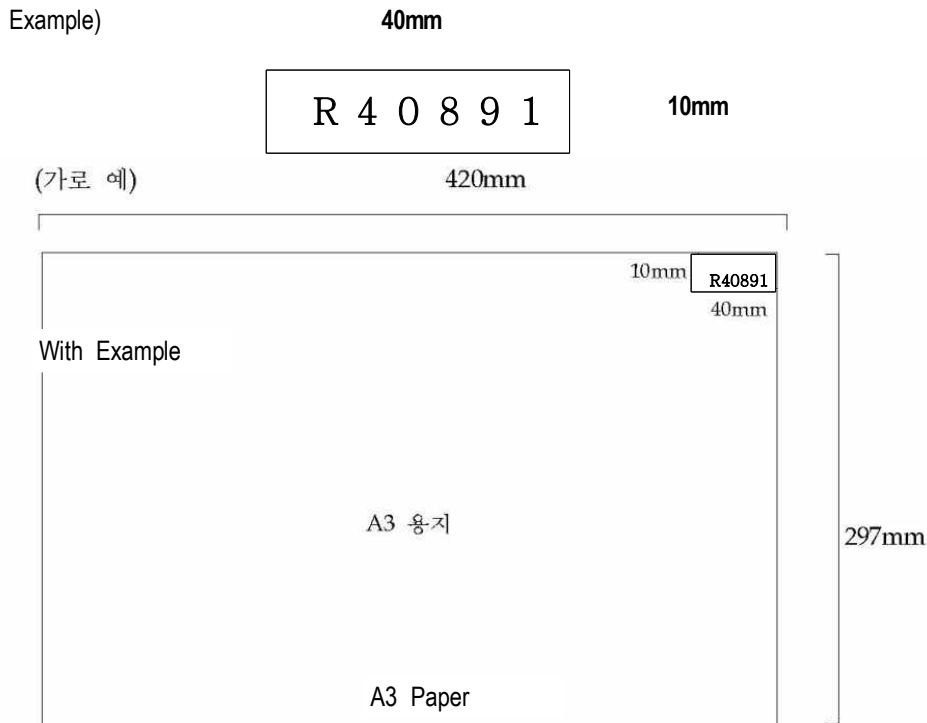 Example)
40mm
R 4 0 8 9 1
10mm
(가로 예)
420mm
10mm
R40891
40mm
With Example
A3 용지
297mm
A3 Paper